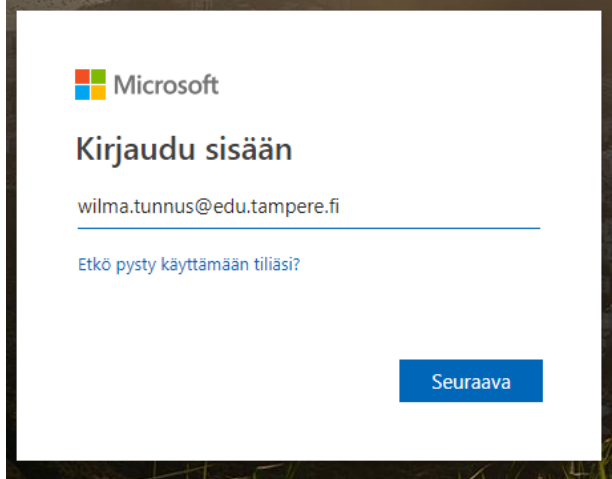 Microsoft
Kirjaudu sisään
wilma.tunnus@edu.tampere.fi
Etkö pysty käyttämään tiliäsi?
Seuraava